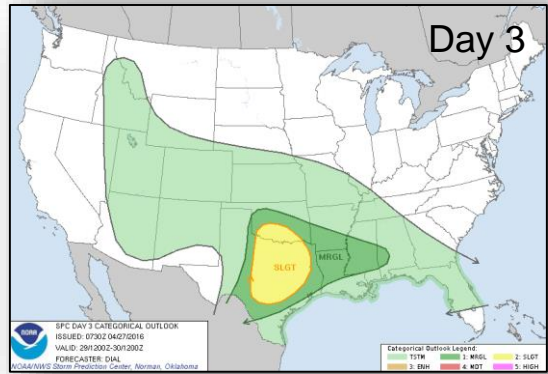 Day 3
SLGT
MRGL
SPC DAY 3 CATEGORICAL OUTLOOK
ISSUED: 0730Z 04/27/2016
VALID: 29/1200Z-30/1200Z
FORECASTER: DIAL
NOAA/NWS Storm Prediction Center, Norman, Oklahoma
NOAA
Categorical Outlook Legend:
TSTM 1: MRGL 2: SLGT
3: ENH 4: MDT 5: HIGH